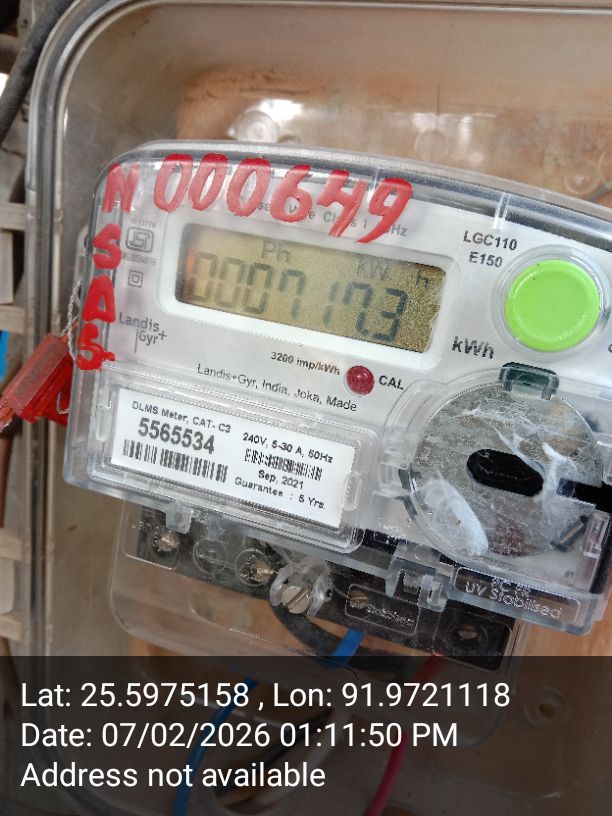 N 000649
S
A
S
Class 1
LGC110
E150
Ph kW h
0007173
kWh
3200 imp/kWh
CAL
Landis
Gyr+
Landis+Gyr, India, Joka, Made
DLMS Meter, CAT- C3
5565534
240V, 5-30 A, 50Hz
Sep, 2021
Guarantee : 5 Yrs.
UV Stabilised
Lat: 25.5975158 , Lon: 91.9721118
Date: 07/02/2026 01:11:50 PM
Address not available